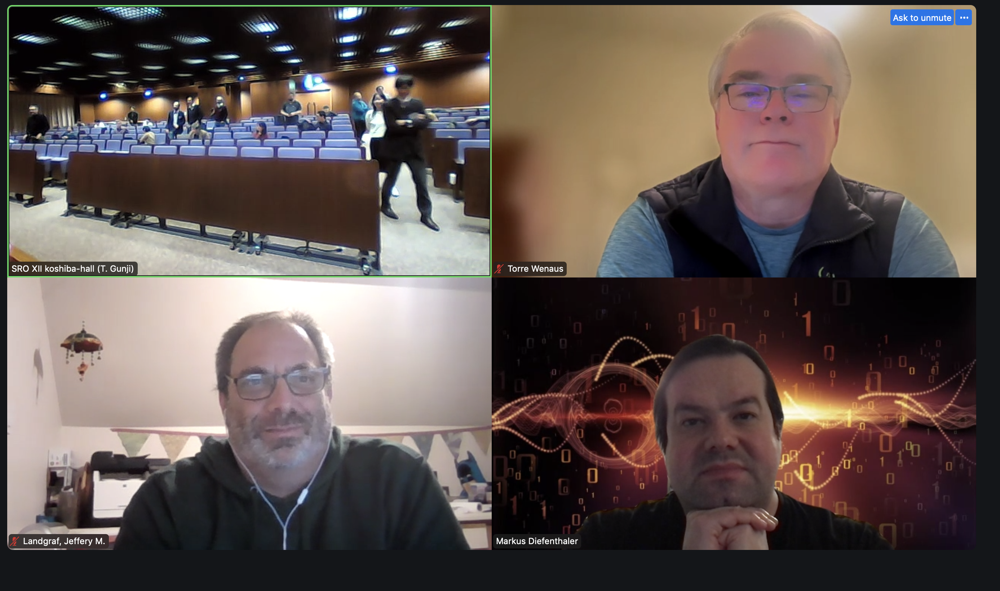 Ask to unmute
SRO XII koshiba-hall (T. Gunji)
Torre Wenaus
Landgraf, Jeffery M.
Markus Diefenthaler